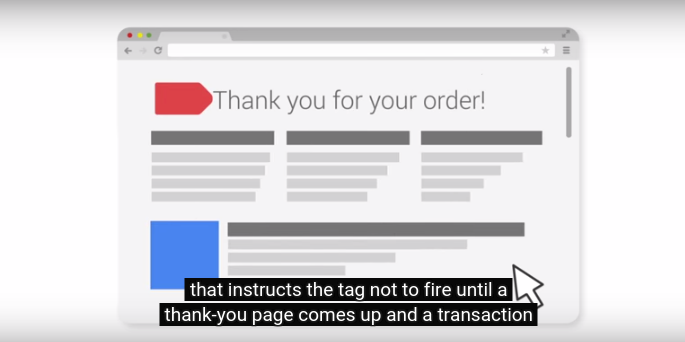 Thank you for your order!
that instructs the tag not to fire until a
thank-you page comes up and a transaction